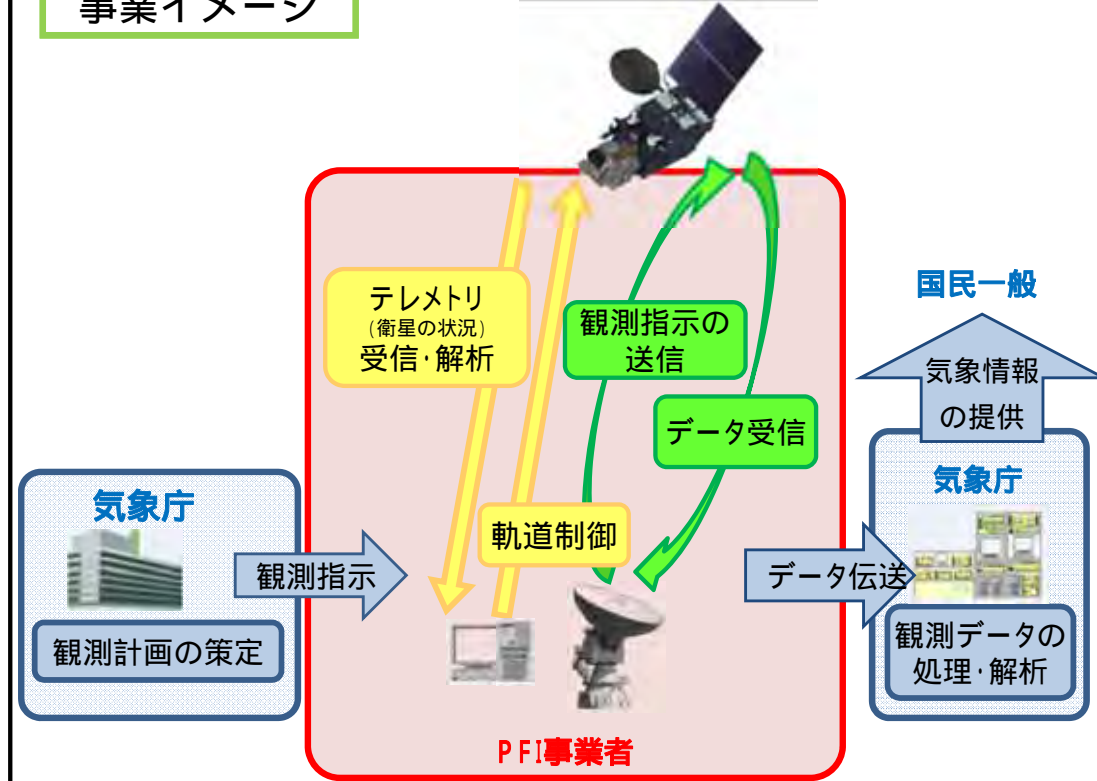 事業イメージ
テレメトリ
(衛星の状況)
受信・解析
観測指示の
送信
データ受信
軌道制御
国民一般
気象情報
の提供
気象庁
観測指示
観測計画の策定
データ伝送
気象庁
観測データの
処理・解析
PFI事業者